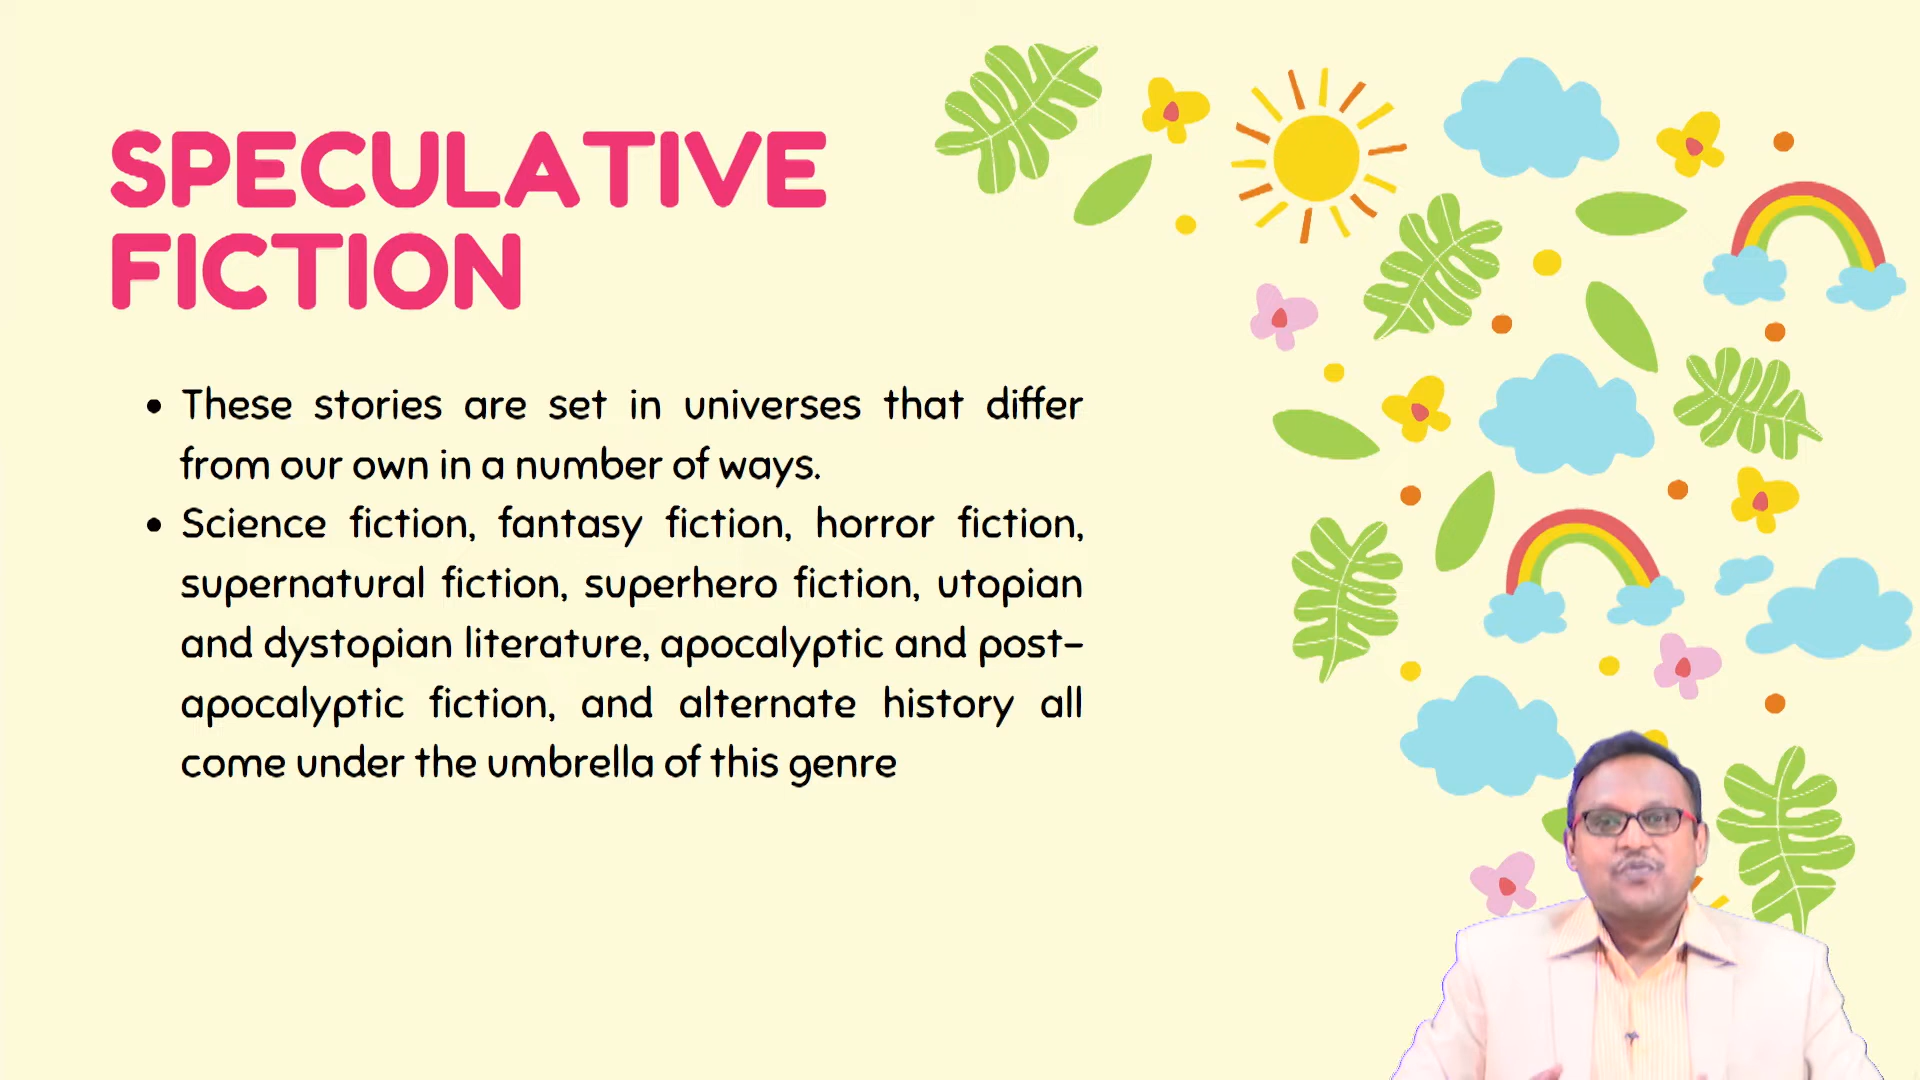 SPECULATIVE
FICTION
• These stories are set in universes that differ
from our own in a number of ways.
• Science fiction, fantasy fiction, horror fiction,
supernatural fiction, superhero fiction, utopian
and dystopian literature, apocalyptic and post-
apocalyptic fiction, and alternate history all
come under the umbrella of this genre